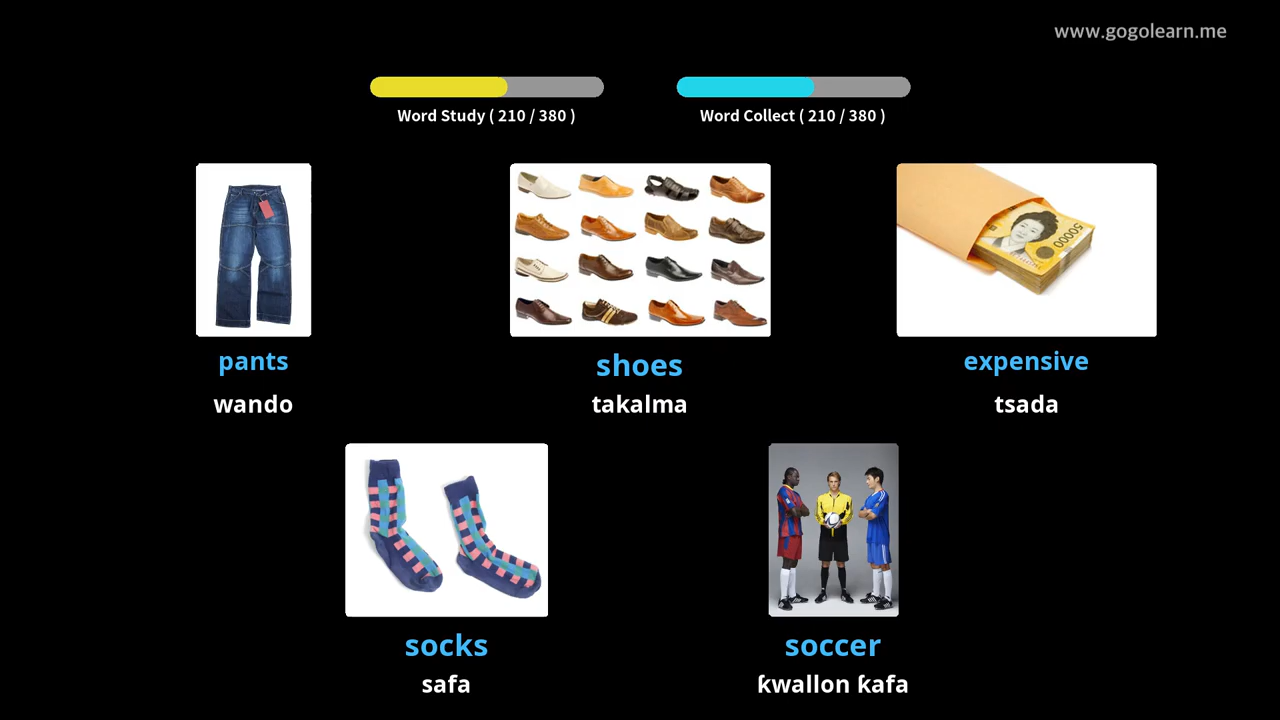 www.gogolearn.me
Word Study ( 210 / 380 )
Word Collect ( 210 / 380 )
50000
pants
shoes
expensive
wando
takalma
tsada
socks
soccer
safa
ƙwallon ƙafa